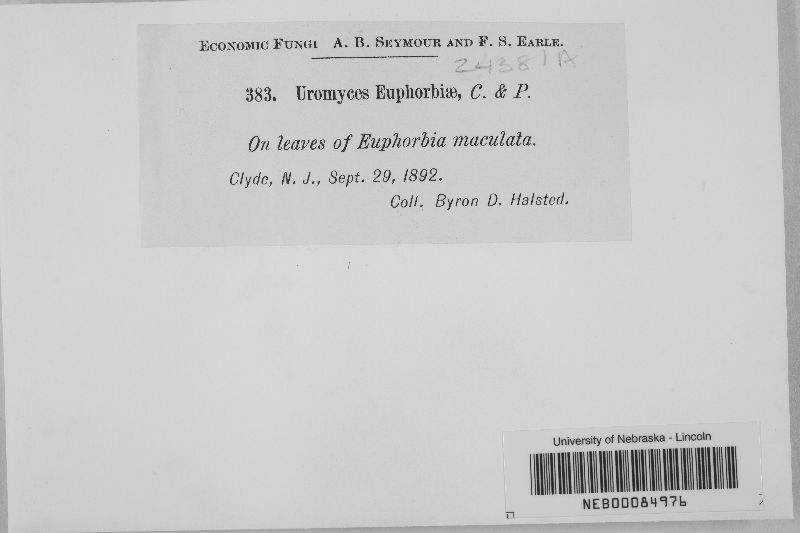 Economic Fungi A. B. Seymour and F. S. Earle.
24381A
383. Uromyces Euphorbiæ, C. & P.
On leaves of Euphorbia maculata.
Clyde, N. J., Sept. 29, 1892.
Coll. Byron D. Halsted.
University of Nebraska - Lincoln
NEB00084976